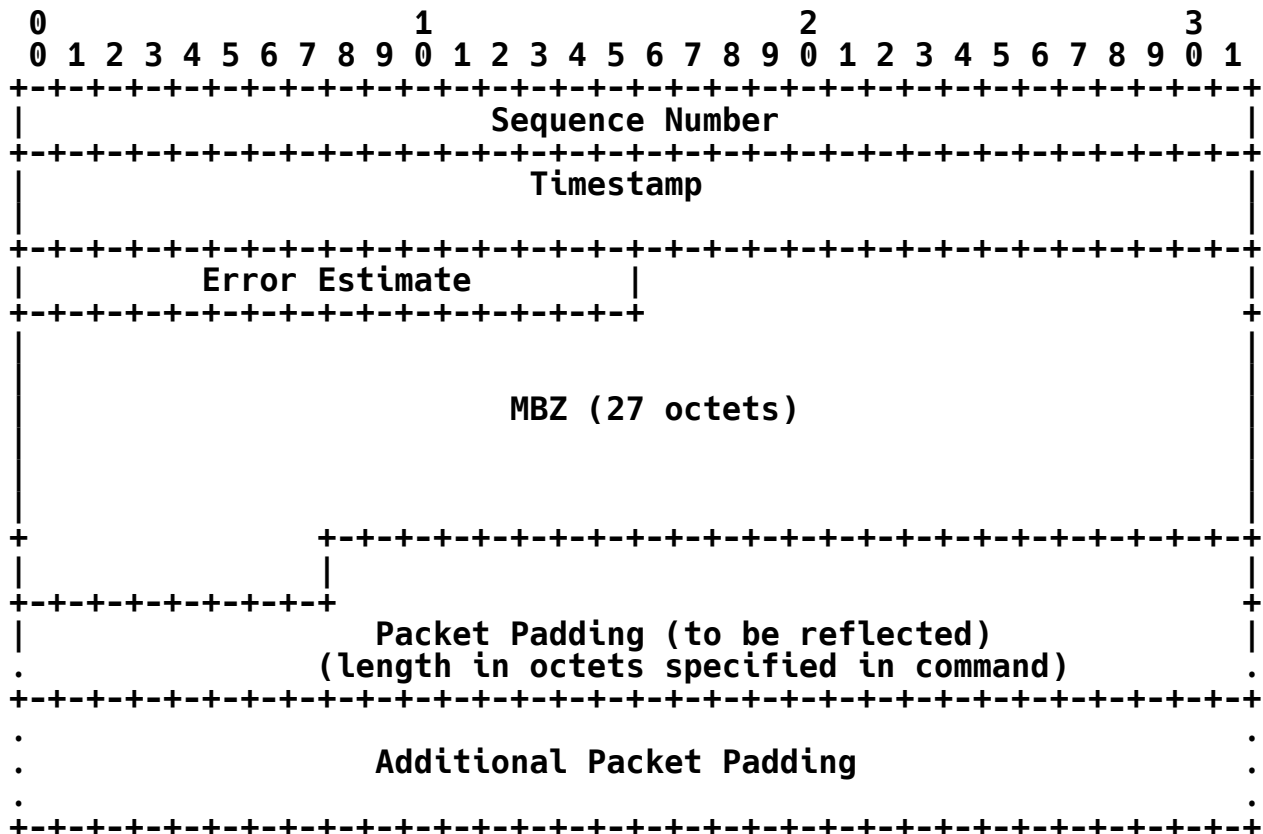 0                   1                   2                   3
 0 1 2 3 4 5 6 7 8 9 0 1 2 3 4 5 6 7 8 9 0 1 2 3 4 5 6 7 8 9 0 1
+-+-+-+-+-+-+-+-+-+-+-+-+-+-+-+-+-+-+-+-+-+-+-+-+-+-+-+-+-+-+-+-+
|                        Sequence Number                        |
+-+-+-+-+-+-+-+-+-+-+-+-+-+-+-+-+-+-+-+-+-+-+-+-+-+-+-+-+-+-+-+-+
|                          Timestamp                            |
|                                                               |
+-+-+-+-+-+-+-+-+-+-+-+-+-+-+-+-+-+-+-+-+-+-+-+-+-+-+-+-+-+-+-+-+
|         Error Estimate        |                               |
+-+-+-+-+-+-+-+-+-+-+-+-+-+-+-+-+                               +
|                                                               |
|                                                               |
|                         MBZ (27 octets)                       |
|                                                               |
|                                                               |
|                                                               |
+               +-+-+-+-+-+-+-+-+-+-+-+-+-+-+-+-+-+-+-+-+-+-+-+-+
|               |                                               |
+-+-+-+-+-+-+-+-+                                               +
|                  Packet Padding (to be reflected)             |
.               (length in octets specified in command)         .
+-+-+-+-+-+-+-+-+-+-+-+-+-+-+-+-+-+-+-+-+-+-+-+-+-+-+-+-+-+-+-+-+
.                                                               .
.                  Additional Packet Padding                    .
.                                                               .
+-+-+-+-+-+-+-+-+-+-+-+-+-+-+-+-+-+-+-+-+-+-+-+-+-+-+-+-+-+-+-+-+